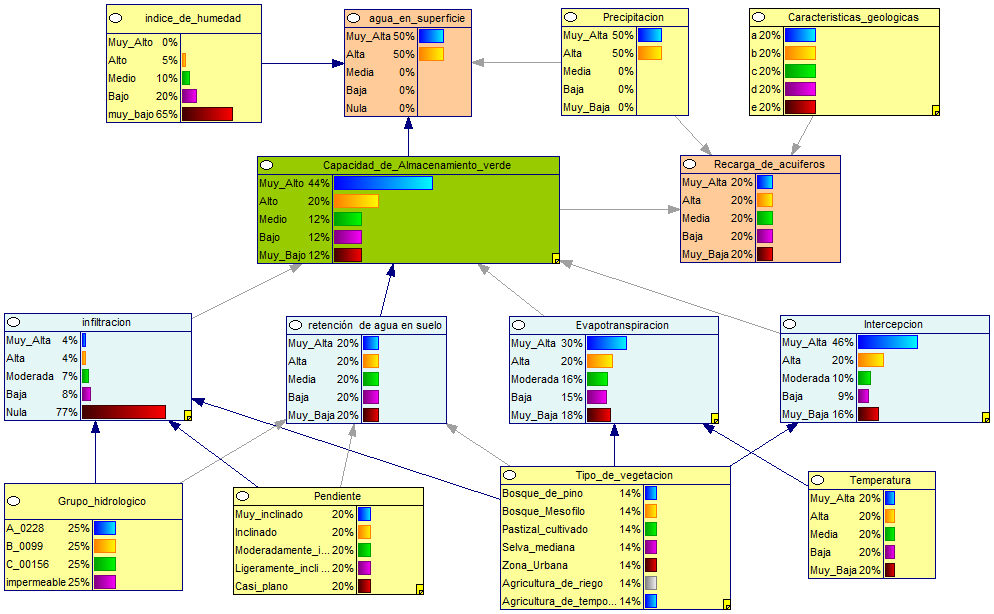 indice_de_humedad
Muy_Alto 0%
Alto 5%
Medio 10%
Bajo 20%
muy_bajo 65%
agua_en_superficie
Muy_Alta 50%
Alta 50%
Media 0%
Baja 0%
Nula 0%
Precipitacion
Muy_Alta 50%
Alta 50%
Media 0%
Baja 0%
Muy_Baja 0%
Caracteristicas_geologicas
a 20%
b 20%
c 20%
d 20%
e 20%
Capacidad_de_Almacenamiento_verde
Muy_Alto 44%
Alto 20%
Medio 12%
Bajo 12%
Muy_Bajo 12%
Recarga_de_acuiferos
Muy_Alta 20%
Alta 20%
Media 20%
Baja 20%
Muy_Baja 20%
infiltracion
Muy_Alta 4%
Alta 4%
Moderada 7%
Baja 8%
Nula 77%
retención de agua en suelo
Muy_Alta 20%
Alta 20%
Media 20%
Baja 20%
Muy_Baja 20%
Evapotranspiracion
Muy_Alta 30%
Alta 20%
Moderada 16%
Baja 15%
Muy_Baja 18%
Intercepcion
Muy_Alta 46%
Alta 20%
Moderada 10%
Baja 9%
Muy_Baja 16%
Grupo_hidrologico
A_0228 25%
B_0099 25%
C_00156 25%
impermeable 25%
Pendiente
Muy_inclinado 20%
Inclinado 20%
Moderadamente_i... 20%
Ligeramente_incli... 20%
Casi_plano 20%
Tipo_de_vegetacion
Bosque_de_pino 14%
Bosque_Mesofilo 14%
Pastizal_cultivado 14%
Selva_mediana 14%
Zona_Urbana 14%
Agricultura_de_riego 14%
Agricultura_de_tempo... 14%
Temperatura
Muy_Alta 20%
Alta 20%
Media 20%
Baja 20%
Muy_Baja 20%